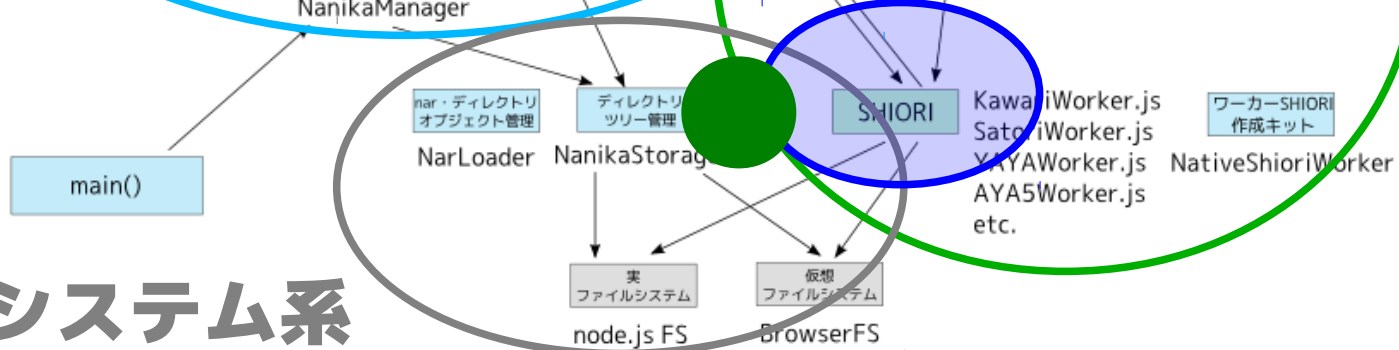 NanikaManager
nar・ディレクトリ
オブジェクト管理
NarLoader
ディレクトリ
ツリー管理
NanikaStorag
SHIORI
KawariWorker.js
SatoriWorker.js
YAYAWorker.js
AYA5Worker.js
etc.
ワーカーSHIORI
作成キット
NativeShioriWorker
main()
実
ファイルシステム
node.js FS
仮想
ファイルシステム
BrowserFS
システム系